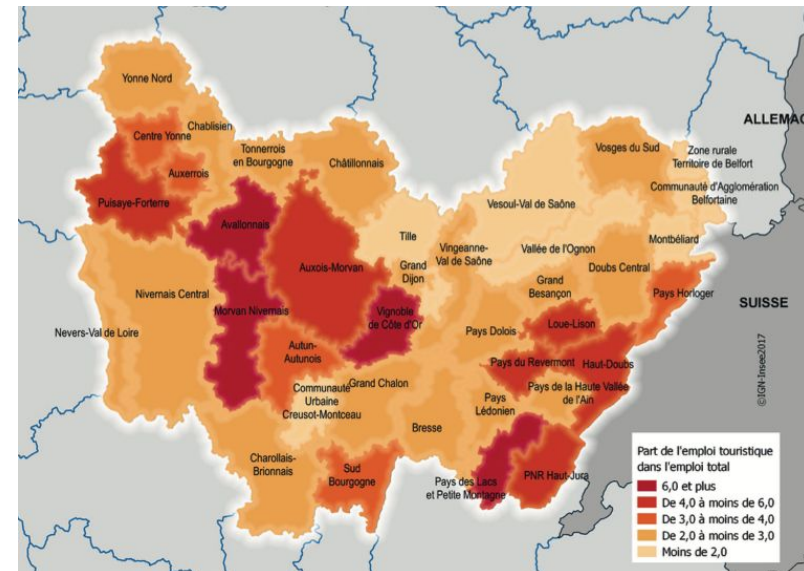 Yonne Nord
ALLEMAG
Chablisien
Centre Yonne
Tonnerrois
en Bourgogne
Châtillonnais
Vosges du Sud
Zone rurale
Territoire de Belfort
Auxerrois
Communauté d'Agglomération
Belfortaine
Puisaye-Forterre
Vesoul-Val de Saône
Avallonnais
Tille
Vingeanne-
Val de Saône
Vallée de l'Ognon
Montbéliard
Auxois-Morvan
Grand
Dijon
Doubs Central
Grand
Besançon
Pays Horloger
Nivernais Central
Morvan Nivernais
Vignoble
de Côte d'Or
SUISSE
Nevers-Val de Loire
Pays Dolois
Loue-Lison
Autun-
Autunois
Pays du Revermont
Haut-Doubs
Communauté
Urbaine
Creusot-Montceau
Grand Chalon
Pays de la Haute Vallée
de l'Ain
Pays
Lédonien
Bresse
Charollais-
Brionnais
Sud
Bourgogne
Pays des Lacs
et Petite Montagne
PNR Haut-Jura
©IGN-Insee2017
Part de l'emploi touristique
dans l'emploi total
6,0 et plus
De 4,0 à moins de 6,0
De 3,0 à moins de 4,0
De 2,0 à moins de 3,0
Moins de 2,0